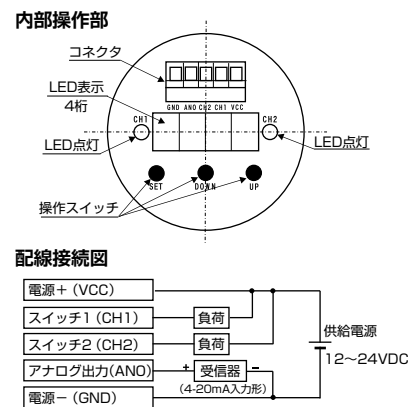 内部操作部
コネクタ
LED表示
4桁
GND ANO CH2 CH1 VCC
CH1
CH2
LED点灯
LED点灯
SET
DOWN
UP
操作スイッチ
配線接続図
電源＋（VCC）
スイッチ1（CH1）
負荷
スイッチ2（CH2）
負荷
供給電源
12～24VDC
アナログ出力(ANO)
＋
受信器
−
(4-20mA入力形)
電源−（GND）